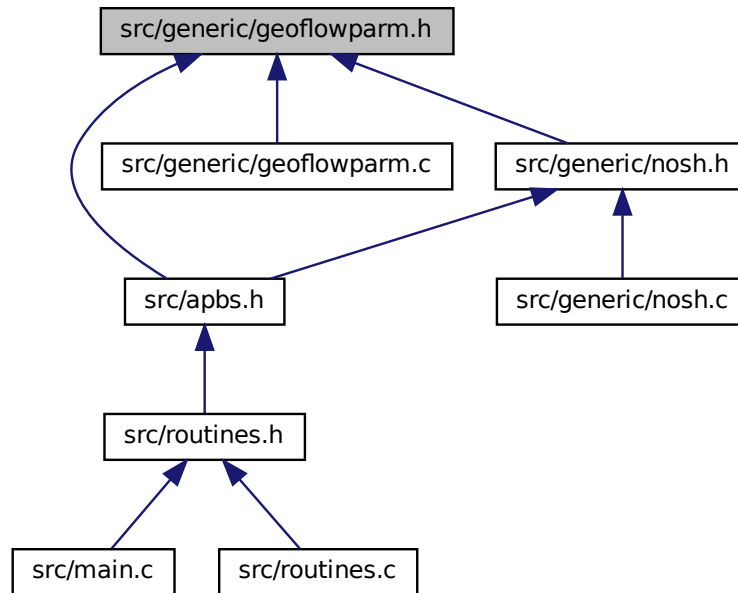 src/generic/geoflowparm.h
src/generic/geoflowparm.c
src/generic/nosh.h
src/apbs.h
src/generic/nosh.c
src/routines.h
src/main.c
src/routines.c